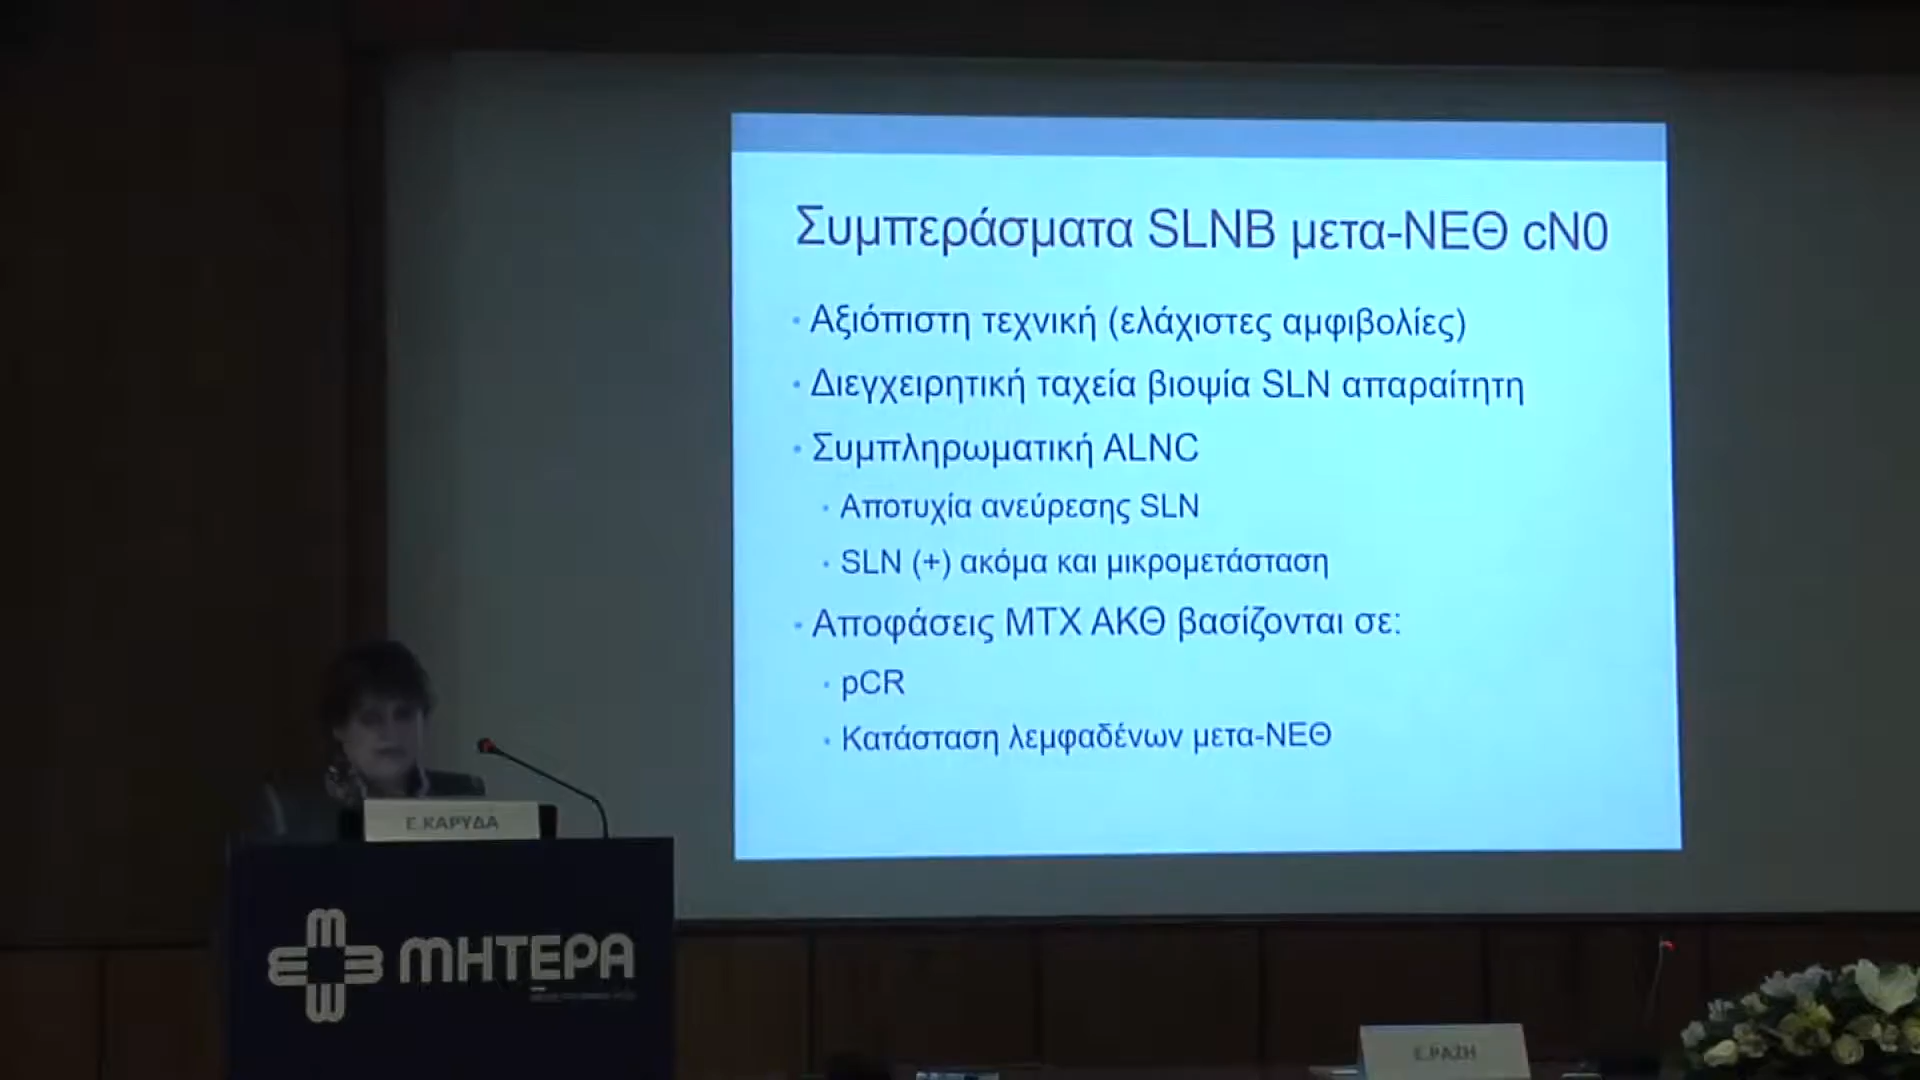 Συμπεράσματα SLNB μετα-ΝΕΘ cN0
• Αξιόπιστη τεχνική (ελάχιστες αμφιβολίες)
• Διεγχειρητική ταχεία βιοψία SLN απαραίτητη
• Συμπληρωματική ALNC
• Αποτυχία ανεύρεσης SLN
• SLN (+) ακόμα και μικρομετάσταση
• Αποφάσεις ΜΤΧ ΑΚΘ βασίζονται σε:
• pCR
• Κατάσταση λεμφαδένων μετα-ΝΕΘ
Ε.ΚΑΡΥΔΑ
ΜΗΤΕΡΑ
Ε.ΡΑΖΗ